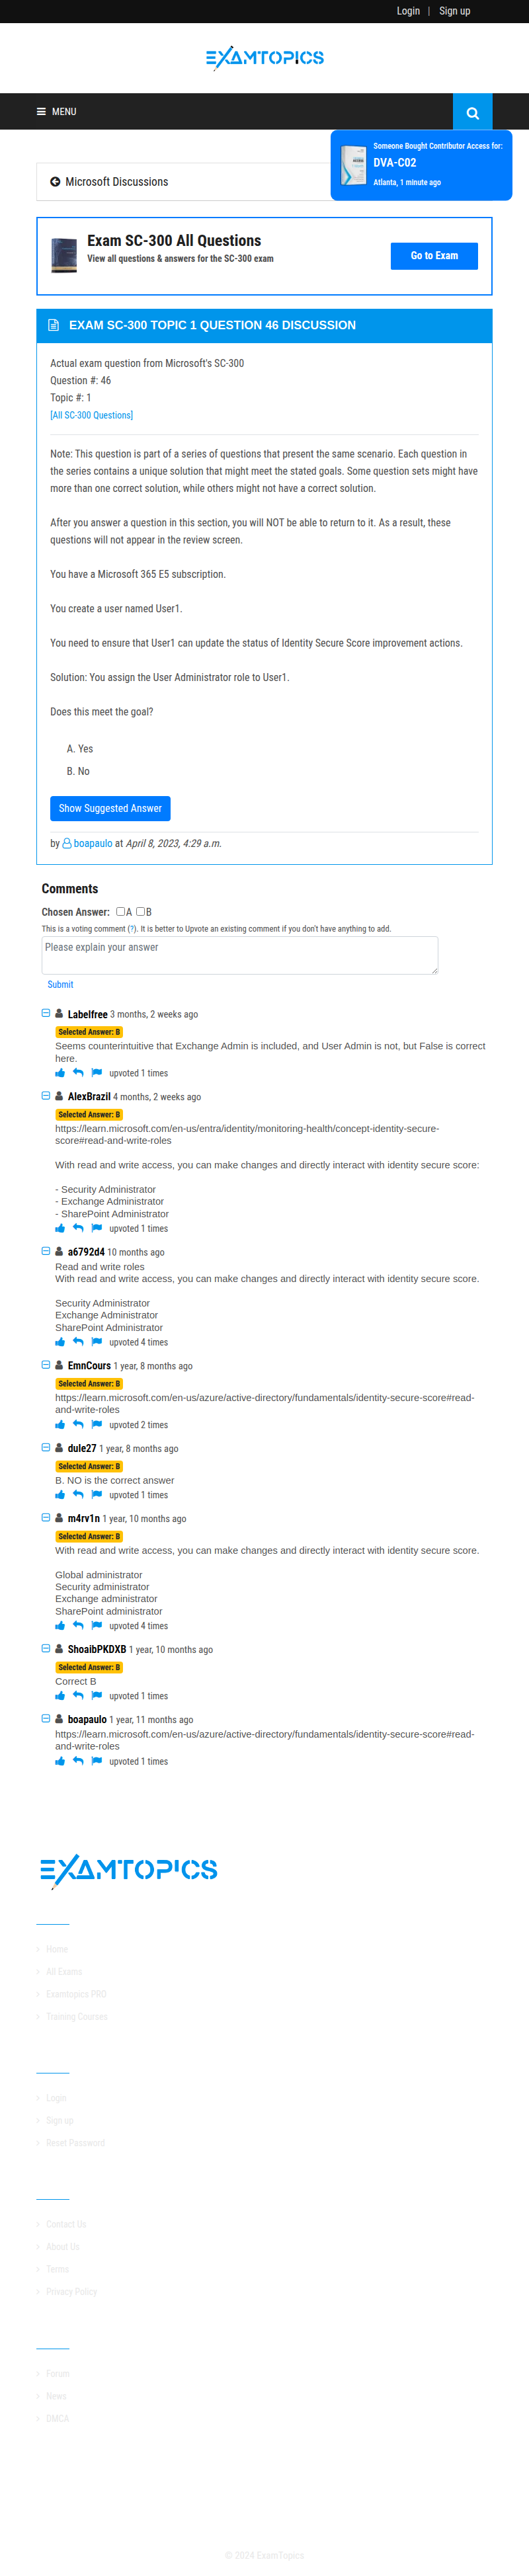 Login | Sign up
EXAMTOPICS
MENU
Someone Bought Contributor Access for:
DVA-C02
Atlanta, 1 minute ago
Microsoft Discussions
Exam SC-300 All Questions
View all questions & answers for the SC-300 exam
Go to Exam
EXAM SC-300 TOPIC 1 QUESTION 46 DISCUSSION
Actual exam question from Microsoft's SC-300
Question #: 46
Topic #: 1
[All SC-300 Questions]
Note: This question is part of a series of questions that present the same scenario. Each question in
the series contains a unique solution that might meet the stated goals. Some question sets might have
more than one correct solution, while others might not have a correct solution.
After you answer a question in this section, you will NOT be able to return to it. As a result, these
questions will not appear in the review screen.
You have a Microsoft 365 E5 subscription.
You create a user named User1.
You need to ensure that User1 can update the status of Identity Secure Score improvement actions.
Solution: You assign the User Administrator role to User1.
Does this meet the goal?
A. Yes
B. No
Show Suggested Answer
by boapaulo at April 8, 2023, 4:29 a.m.
Comments
Chosen Answer: A B
This is a voting comment (?). It is better to Upvote an existing comment if you don't have anything to add.
Please explain your answer
Submit
Labelfree 3 months, 2 weeks ago
Selected Answer: B
Seems counterintuitive that Exchange Admin is included, and User Admin is not, but False is correct
here.
upvoted 1 times
AlexBrazil 4 months, 2 weeks ago
Selected Answer: B
https://learn.microsoft.com/en-us/entra/identity/monitoring-health/concept-identity-secure-
score#read-and-write-roles
With read and write access, you can make changes and directly interact with identity secure score:
- Security Administrator
- Exchange Administrator
- SharePoint Administrator
upvoted 1 times
a6792d4 10 months ago
Read and write roles
With read and write access, you can make changes and directly interact with identity secure score.
Security Administrator
Exchange Administrator
SharePoint Administrator
upvoted 4 times
EmnCours 1 year, 8 months ago
Selected Answer: B
https://learn.microsoft.com/en-us/azure/active-directory/fundamentals/identity-secure-score#read-
and-write-roles
upvoted 2 times
dule27 1 year, 8 months ago
Selected Answer: B
B. NO is the correct answer
upvoted 1 times
m4rv1n 1 year, 10 months ago
Selected Answer: B
With read and write access, you can make changes and directly interact with identity secure score.
Global administrator
Security administrator
Exchange administrator
SharePoint administrator
upvoted 4 times
ShoaibPKDXB 1 year, 10 months ago
Selected Answer: B
Correct B
upvoted 1 times
boapaulo 1 year, 11 months ago
https://learn.microsoft.com/en-us/azure/active-directory/fundamentals/identity-secure-score#read-
and-write-roles
upvoted 1 times
EXAMTOPICS
Home
All Exams
Examtopics PRO
Training Courses
Login
Sign up
Reset Password
Contact Us
About Us
Terms
Privacy Policy
Forum
News
DMCA
© 2024 ExamTopics